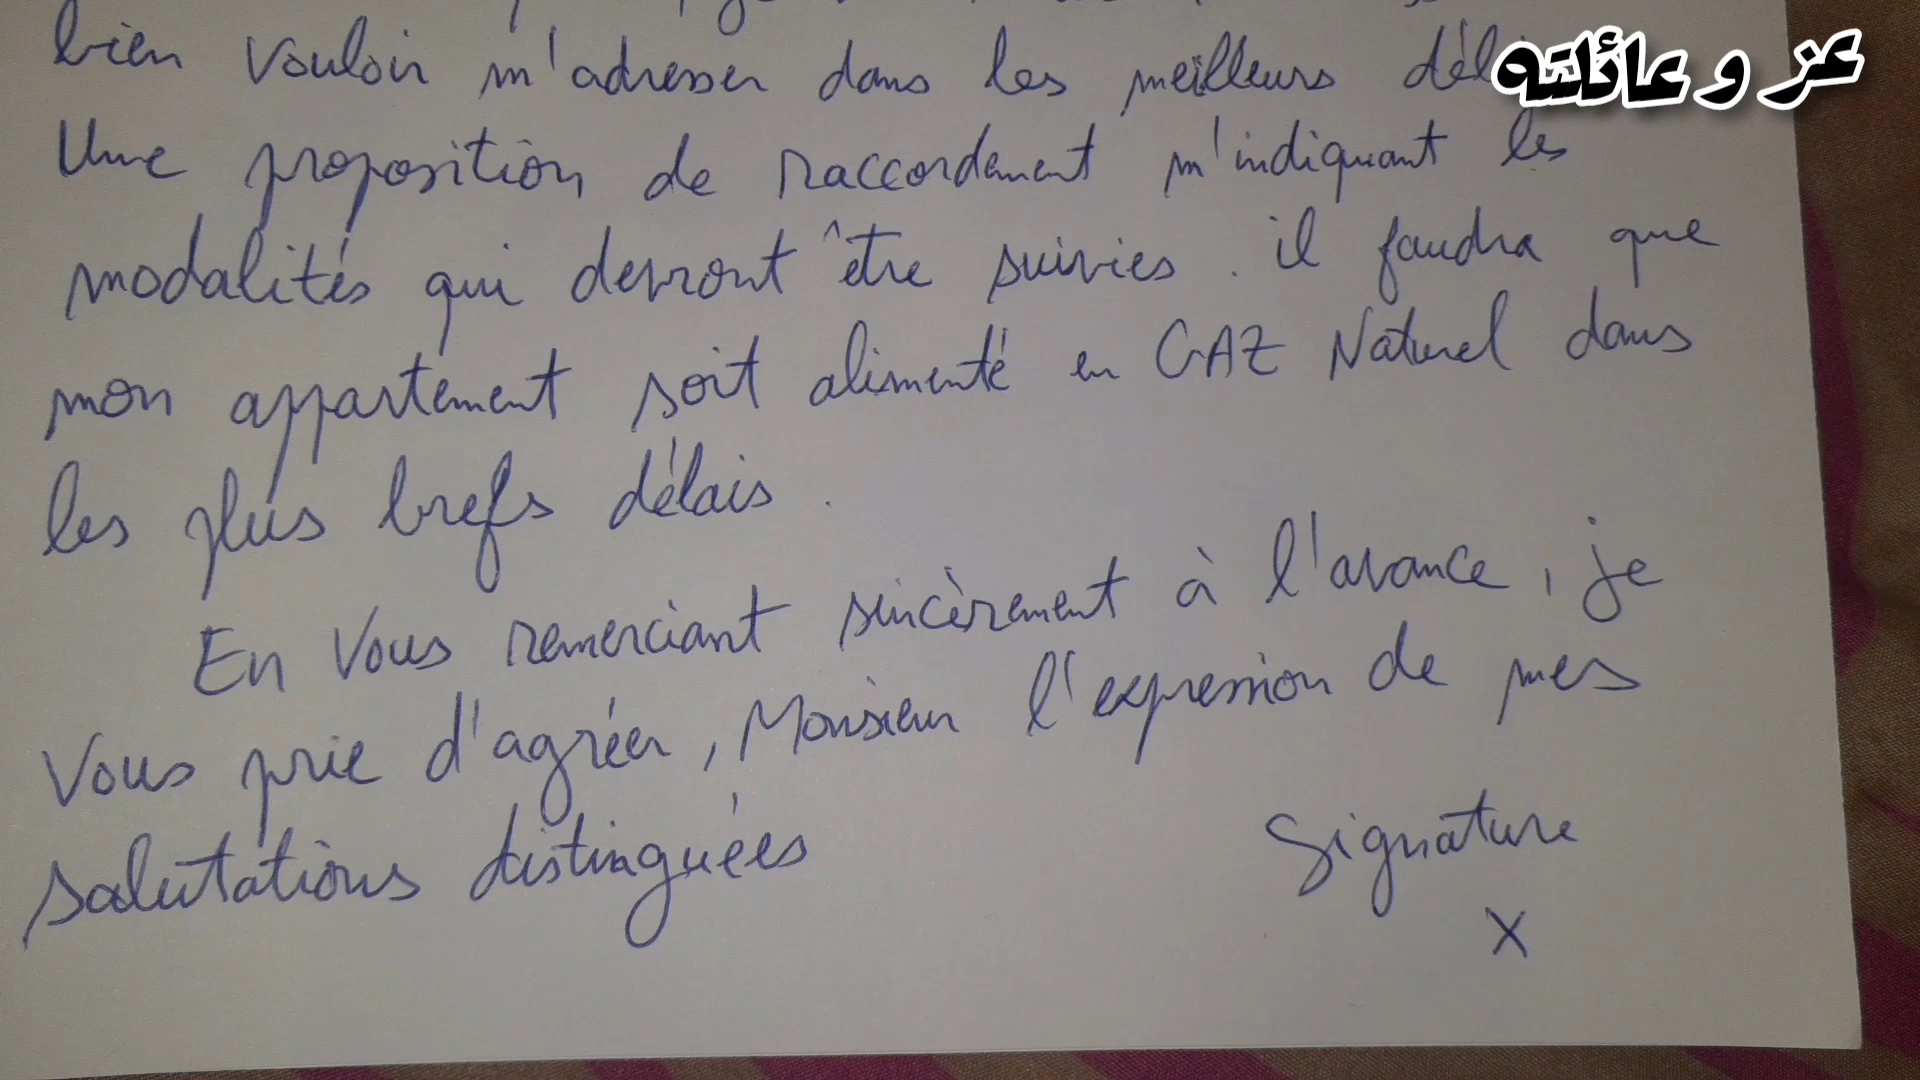 bien vouloir m'adresser dans les meilleurs
عز و عائلته
Une proposition de raccordement m'indiquant les
modalités qui devront être suivies. il faudra que
mon appartement soit alimenté en GAZ Naturel dans
les plus brefs délais.
En vous remerciant sincèrement à l'avance, je
vous prie d'agréer, Monsieur l'expression de mes
salutations distinguées
Signature
X